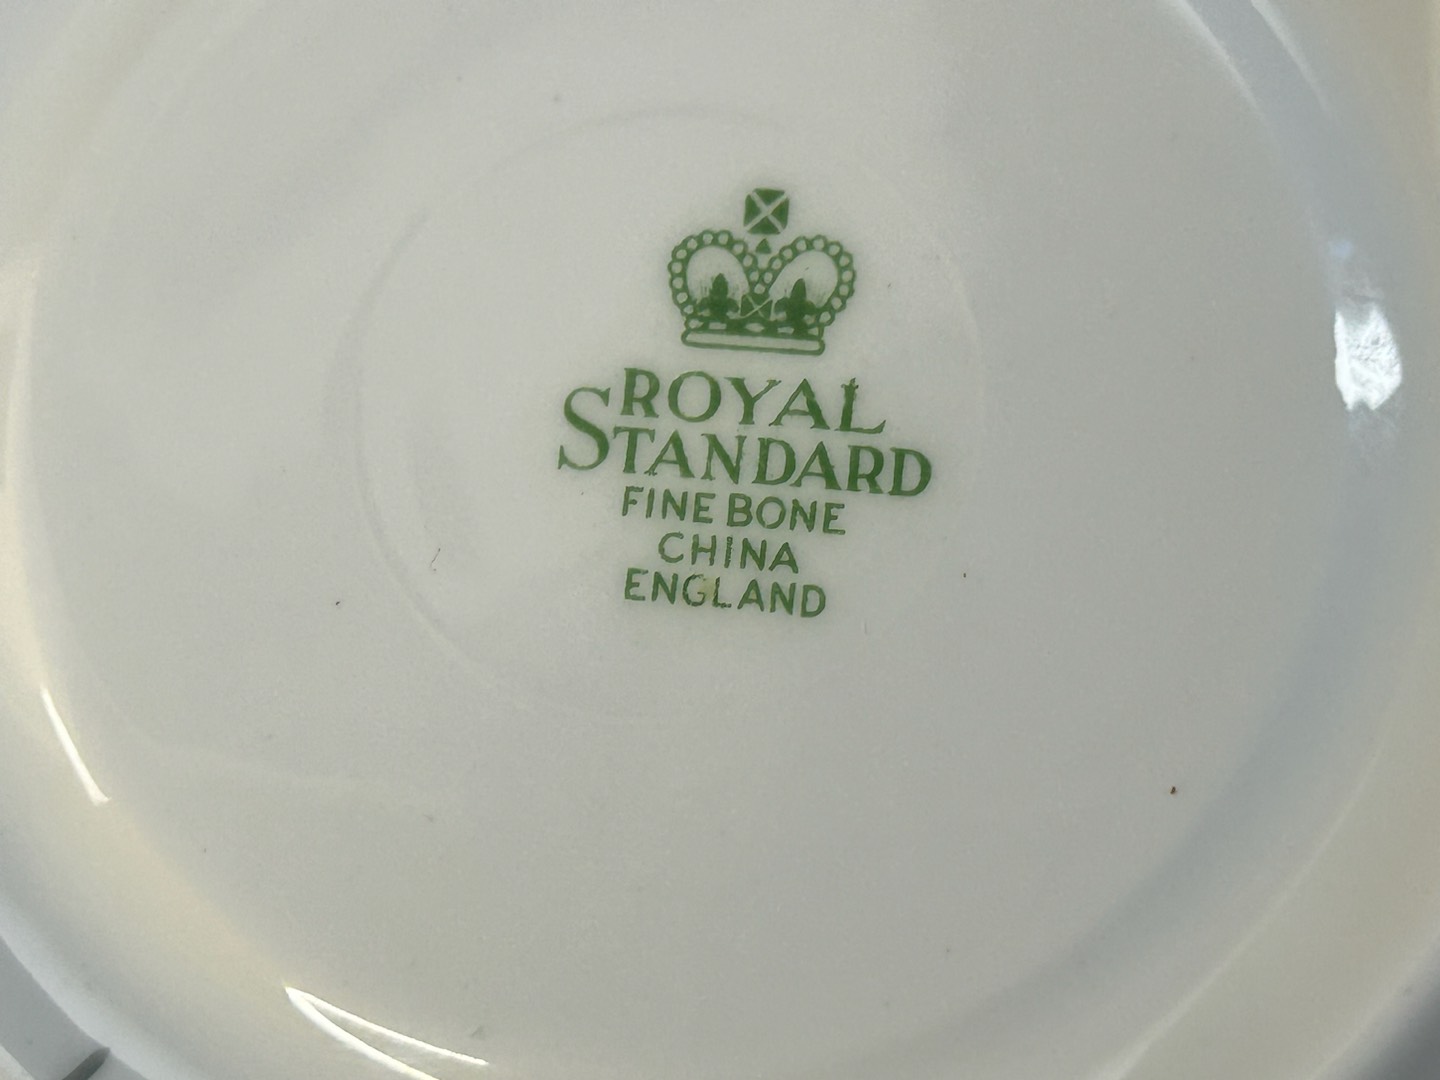 ROYAL
STANDARD
FINE BONE
CHINA
ENGLAND